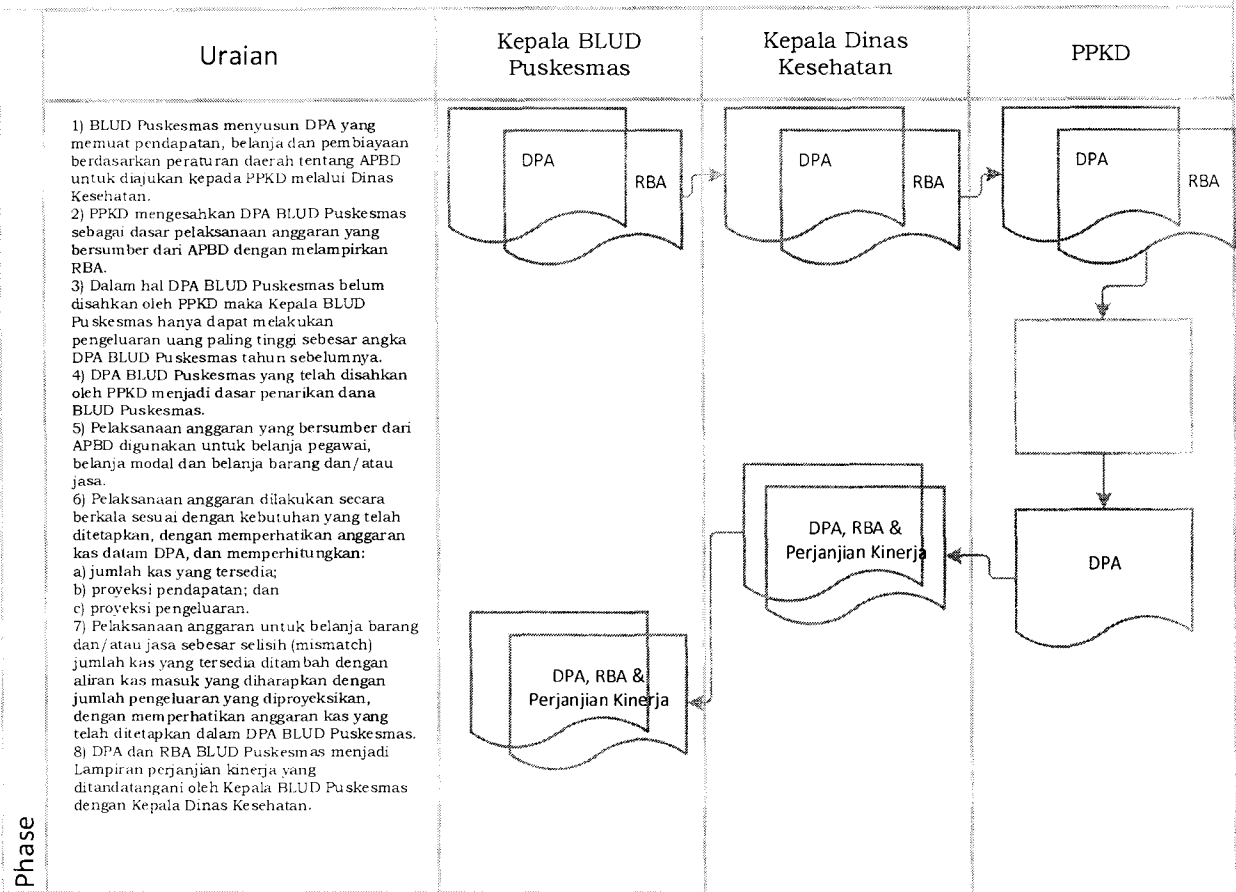 Uraian
Kepala BLUD
Puskesmas
Kepala Dinas
Kesehatan
PPKD
1) BLUD Puskesmas menyusun DPA yang
memuat pendapatan, belanja dan pembiayaan
berdasarkan peraturan daerah tentang APBD
untuk diajukan kepada PPKD melalui Dinas
Kesehatan.
2) PPKD mengesahkan DPA BLUD Puskesmas
sebagai dasar pelaksanaan anggaran yang
bersumber dari APBD dengan melampirkan
RBA.
3) Dalam hal DPA BLUD Puskesmas belum
disahkan oleh PPKD maka Kepala BLUD
Puskesmas hanya dapat melakukan
pengeluaran uang paling tinggi sebesar angka
DPA BLUD Puskesmas tahun sebelumnya.
4) DPA BLUD Puskesmas yang telah disahkan
oleh PPKD menjadi dasar penarikan dana
BLUD Puskesmas.
5) Pelaksanaan anggaran yang bersumber dari
APBD digunakan untuk belanja pegawai,
belanja modal dan belanja barang dan/atau
jasa.
6) Pelaksanaan anggaran dilakukan secara
berkala sesuai dengan kebutuhan yang telah
ditetapkan, dengan memperhatikan anggaran
kas dalam DPA, dan memperhitungkan:
a) jumlah kas yang tersedia;
b) proyeksi pendapatan; dan
c) proyeksi pengeluaran.
7) Pelaksanaan anggaran untuk belanja barang
dan/atau jasa sebesar selisih (mismatch)
jumlah kas yang tersedia ditambah dengan
aliran kas masuk yang diharapkan dengan
jumlah pengeluaran yang diproyeksikan,
dengan memperhatikan anggaran kas yang
telah ditetapkan dalam DPA BLUD Puskesmas.
8) DPA dan RBA BLUD Puskesmas menjadi
Lampiran perjanjian kinerja yang
ditandatangani oleh Kepala BLUD Puskesmas
dengan Kepala Dinas Kesehatan.
DPA
RBA
DPA
RBA
DPA
RBA
DPA
DPA, RBA &
Perjanjian Kinerja
DPA, RBA &
Perjanjian Kinerja
Phase